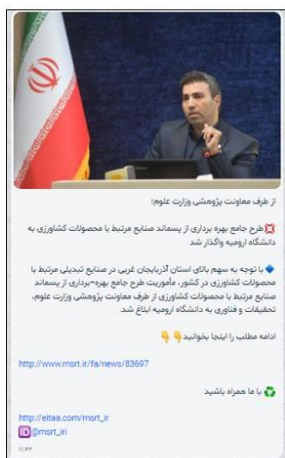 از طرف معاونت پژوهشی وزارت علوم؛
💢طرح جامع بهره برداری از پسماند صنایع مرتبط با محصولات کشاورزی به
دانشگاه ارومیه واگذار شد
🔷با توجه به سهم بالای استان آذربایجان غربی در صنایع تبدیلی مرتبط با
محصولات کشاورزی در کشور، مأموریت طرح جامع بهره-برداری از پسماند
صنایع مرتبط با محصولات کشاورزی از طرف معاونت پژوهشی وزارت علوم،
تحقیقات و فناوری به دانشگاه ارومیه ابلاغ شد.
ادامه مطلب را اینجا بخوانید👇👇
http://www.msrt.ir/fa/news/83697
♻️ با ما همراه باشید
http://eitaa.com/msrt_ir
🆔@msrt_iri
۱۱:۴۳